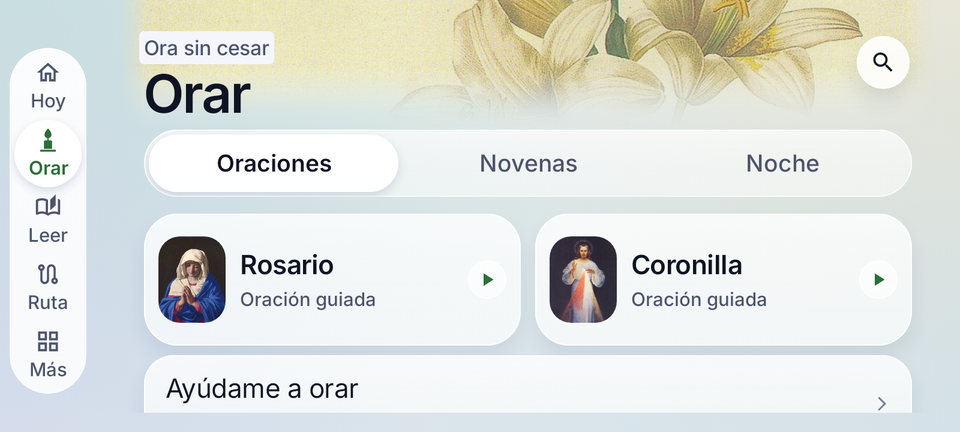 Ora sin cesar
Orar
Hoy
Orar
Leer
Ruta
Más
Oraciones
Novenas
Noche
Rosario
Oración guiada
Coronilla
Oración guiada
Ayúdame a orar